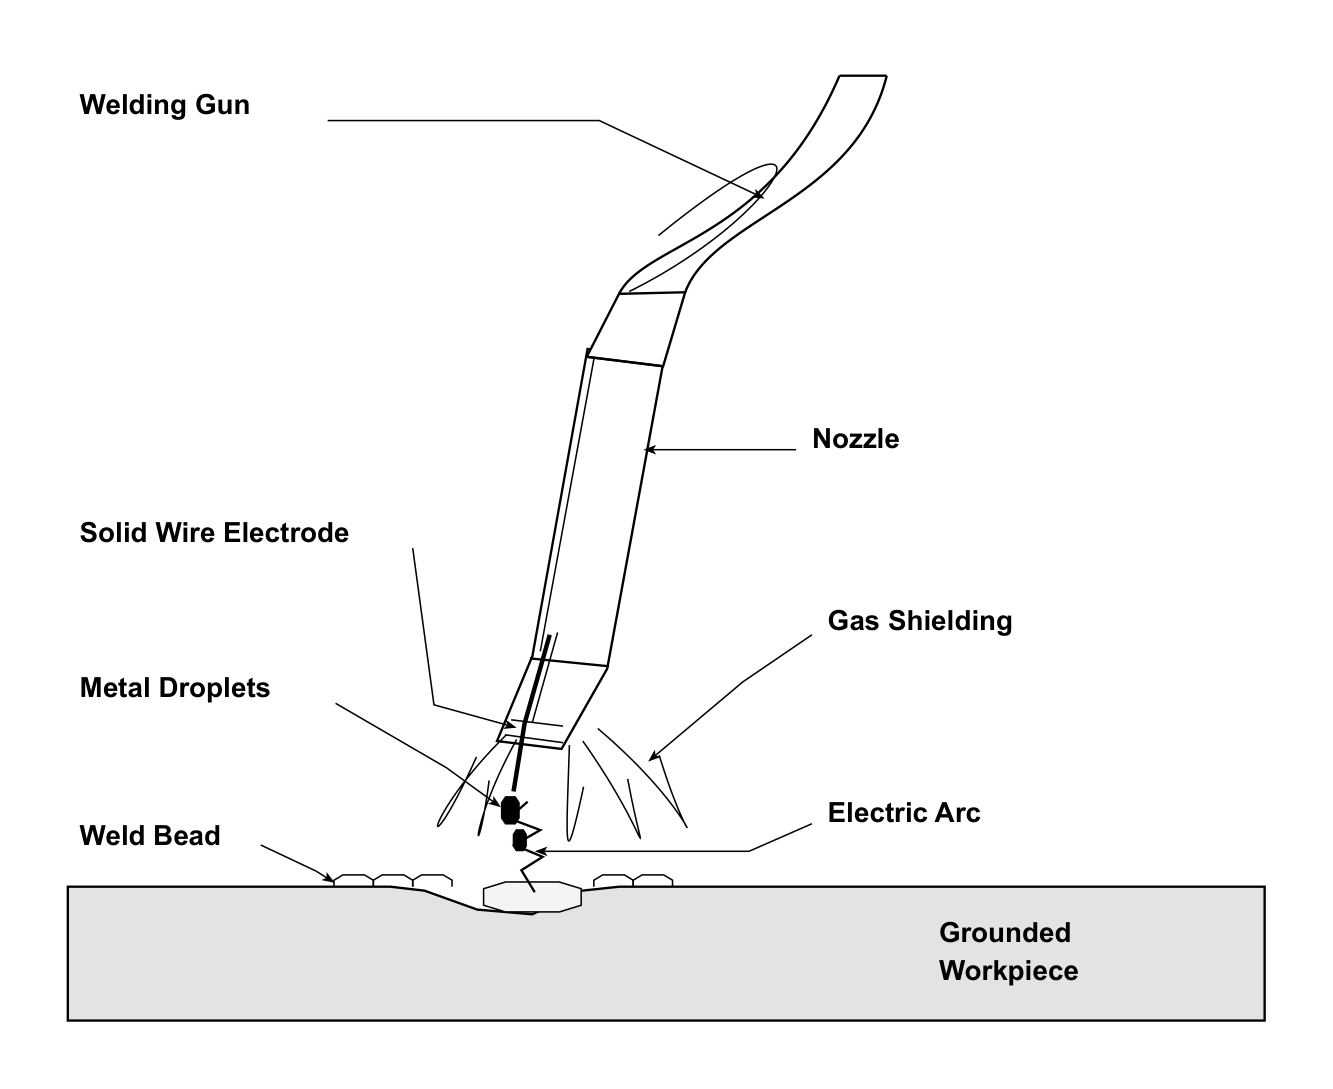 Welding Gun
Nozzle
Solid Wire Electrode
Gas Shielding
Metal Droplets
Electric Arc
Weld Bead
Grounded
Workpiece